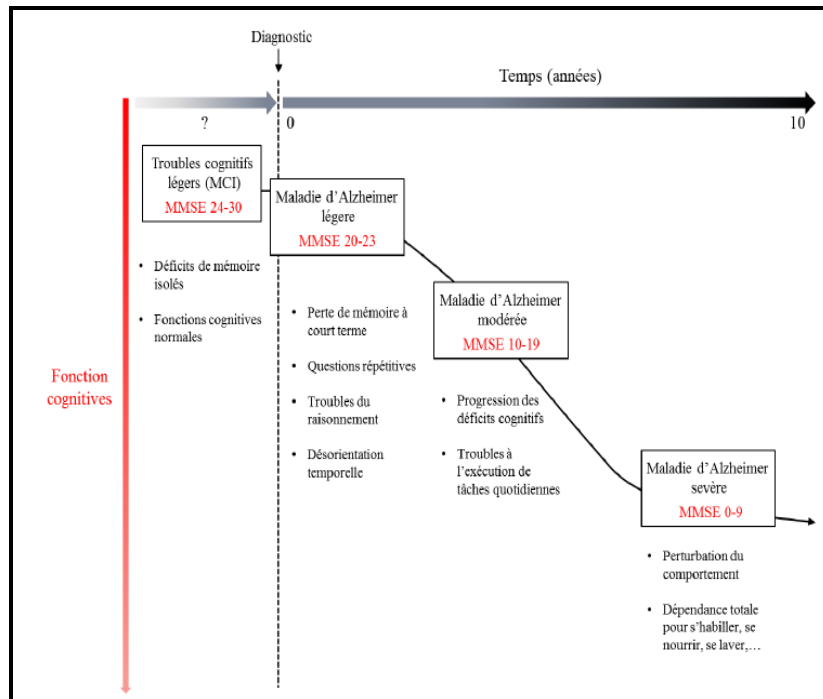 Diagnostic
Temps (années)
?
0
10
Troubles cognitifs
légers (MCI)
MMSE 24-30
Maladie d’Alzheimer
légere
MMSE 20-23
• Déficits de mémoire
isolés
• Fonctions cognitives
normales
Maladie d’Alzheimer
modérée
MMSE 10-19
• Perte de mémoire à
court terme
• Questions répétitives
• Troubles du
raisonnement
• Désorientation
temporelle
Fonction
cognitives
• Progression des
déficits cognitifs
• Troubles à
l’exécution de
tâches quotidiennes
Maladie d’Alzheimer
sevère
MMSE 0-9
• Perturbation du
comportement
• Dépendance totale
pour s’habiller, se
nourrir, se laver,…